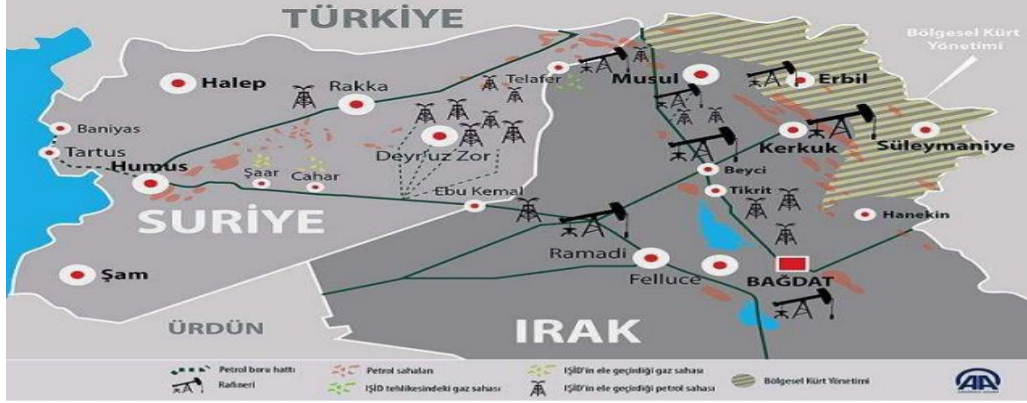 TÜRKİYE
Bölgesel Kürt
Yönetimi
Halep
Rakka
Telafer
Musul
Erbil
Baniyas
Tartus
Humus
Şaar
Cahar
Deyr'uz Zor
Kerkuk
Süleymaniye
Beyci
Tikrit
Ebu Kemal
Hanekin
SURİYE
Şam
Ramadi
Felluce
BAĞDAT
ÜRDÜN
IRAK
Petrol boru hattı
Petrol sahaları
IŞİD'in ele geçirdiği gaz sahası
Rafineri
IŞİD tehlikesindeki gaz sahası
IŞİD'in ele geçirdiği petrol sahası
Bölgesel Kürt Yönetimi
AA